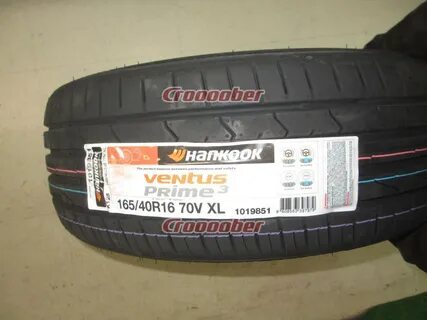 Croooober
Hankook
Ventus
Prime³
165/40R16 70V XL
1019851
Croooober